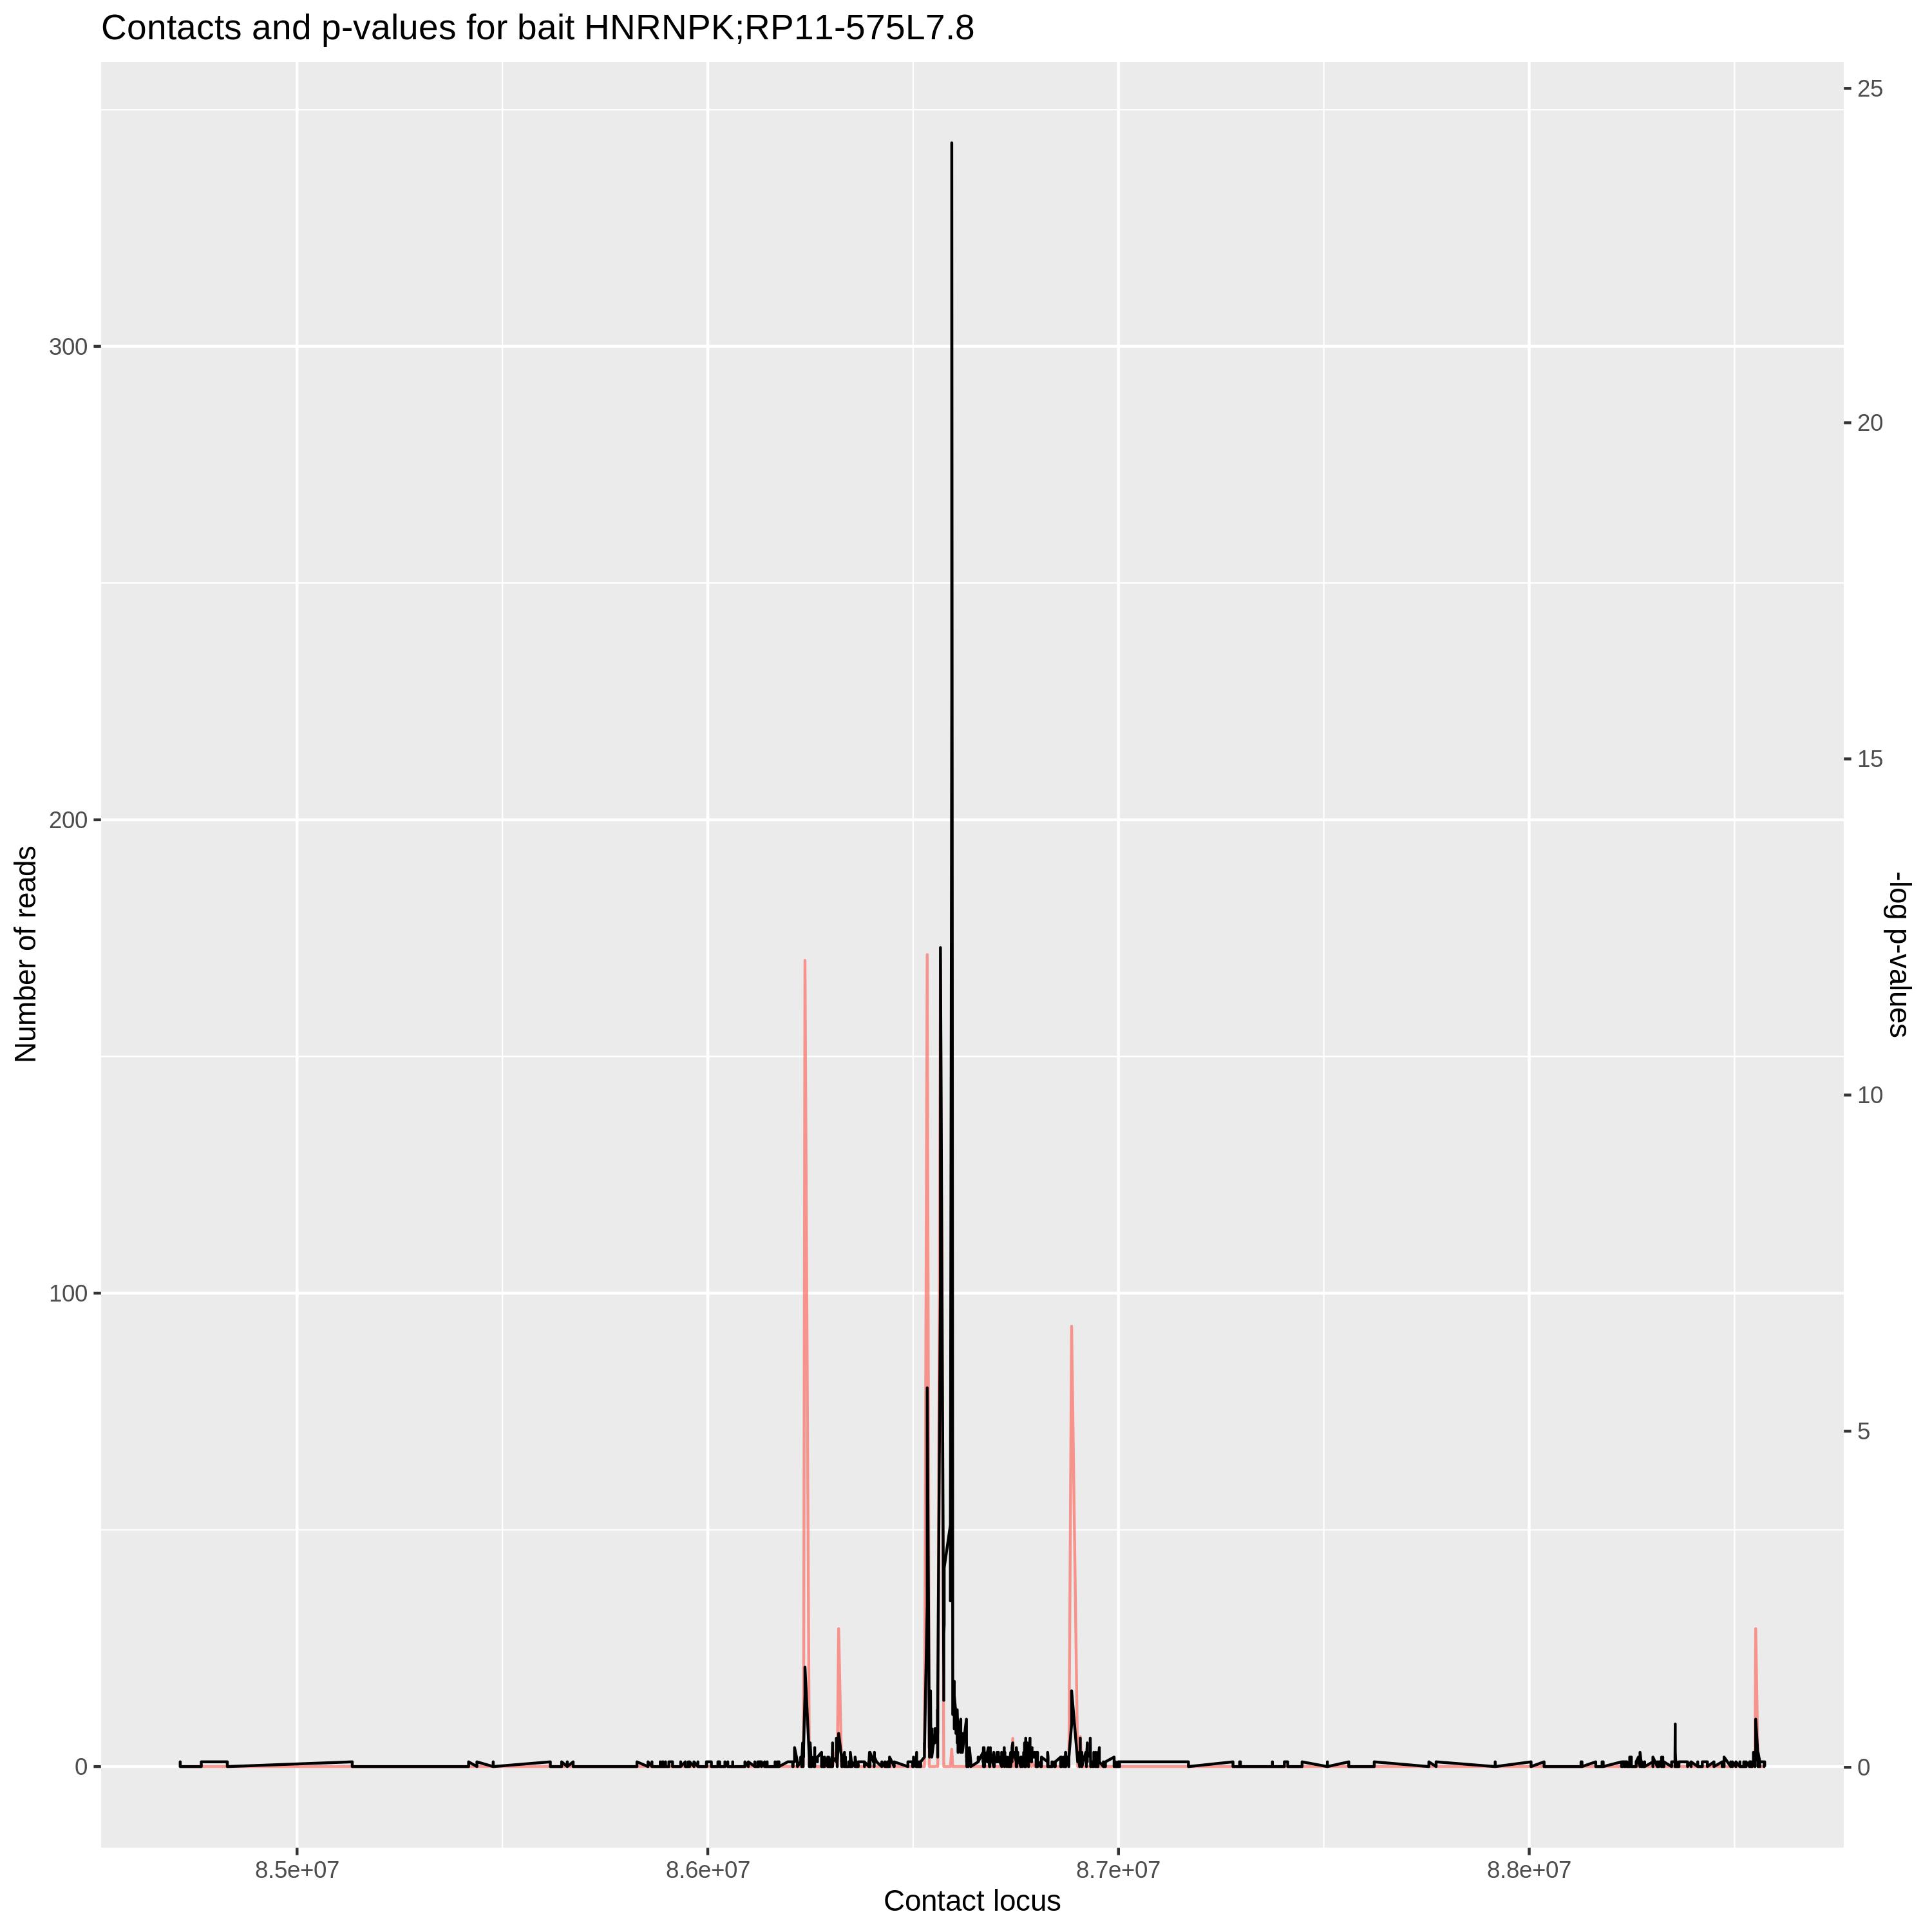 Contacts and p-values for bait HNRNPK;RP11-575L7.8
Number of reads
300
200
100
0
25
20
15
10
5
0
-log p-values
8.5e+07 8.6e+07 8.7e+07 8.8e+07
Contact locus